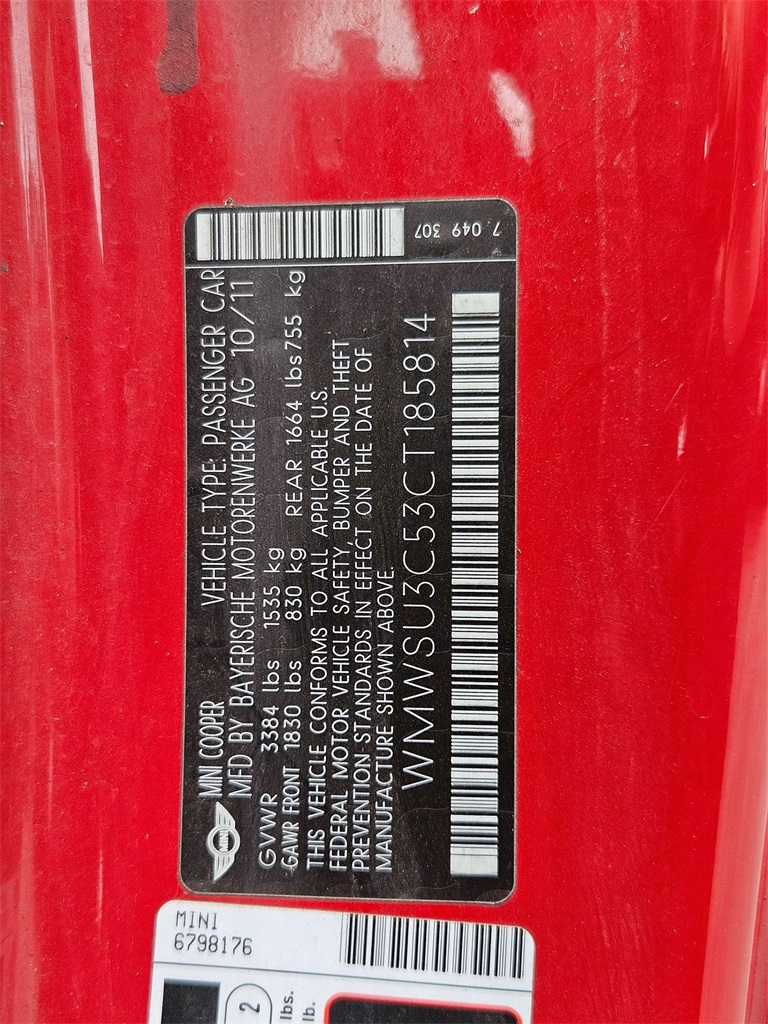 7. 049 307
MINI COOPER VEHICLE TYPE: PASSENGER CAR
MFD BY BAYERISCHE MOTORENWERKE AG 10/11
GVWR 3384 lbs 1535 kg
GAWR FRONT 1830 lbs 830 kg REAR 1664 lbs 755 kg
THIS VEHICLE CONFORMS TO ALL APPLICABLE U.S.
FEDERAL MOTOR VEHICLE SAFETY, BUMPER AND THEFT
PREVENTION STANDARDS IN EFFECT ON THE DATE OF
MANUFACTURE SHOWN ABOVE.
WMWSU3C53CT185814
MINI
6798176
2
lbs.
lb.